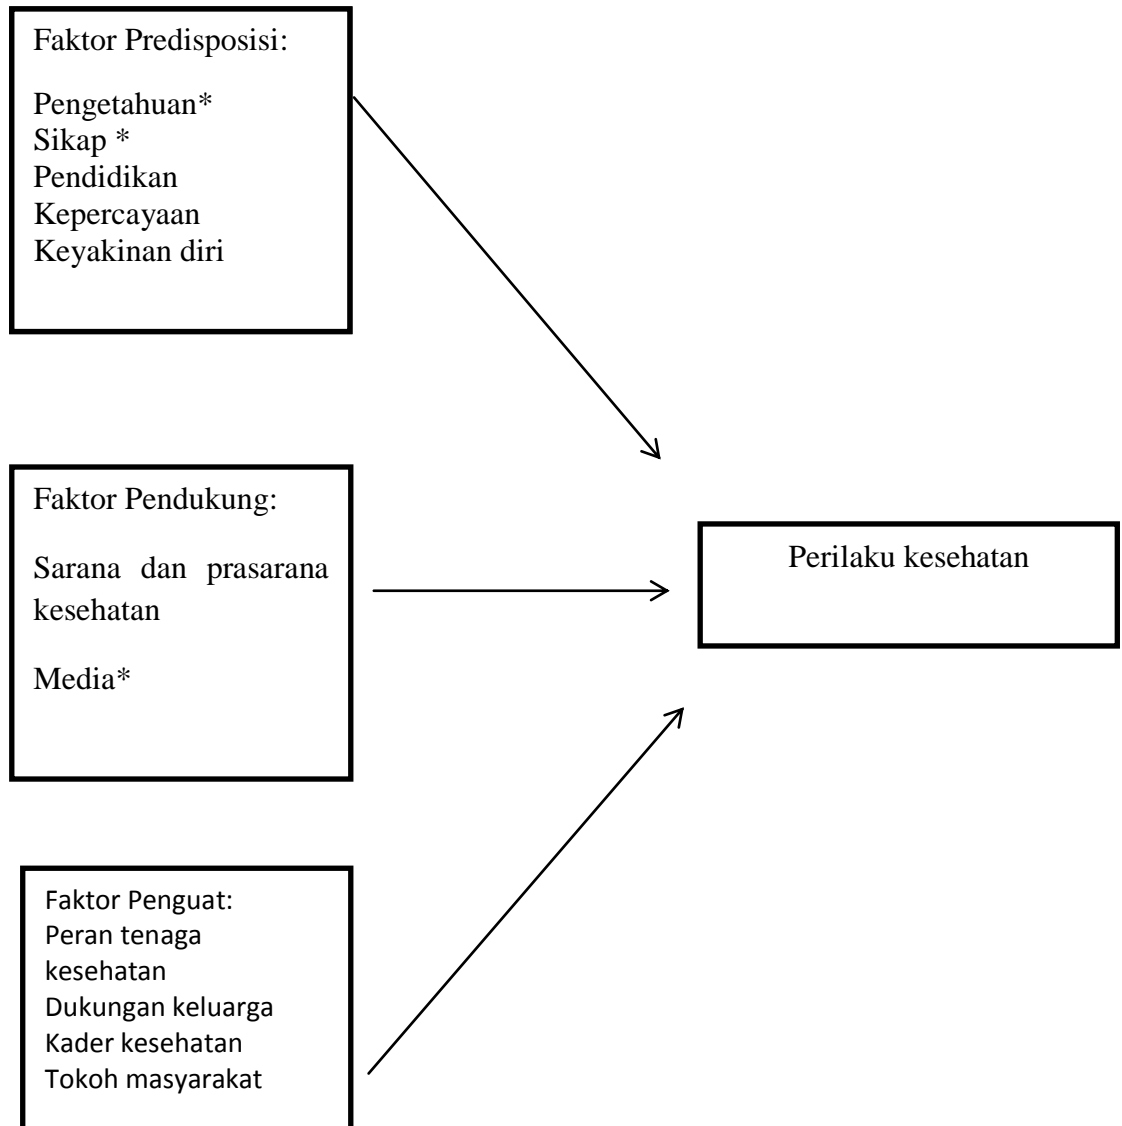 Faktor Predisposisi:
Pengetahuan*
Sikap *
Pendidikan
Kepercayaan
Keyakinan diri
Faktor Pendukung:
Sarana dan prasarana
kesehatan
Media*
Perilaku kesehatan
Faktor Penguat:
Peran tenaga
kesehatan
Dukungan keluarga
Kader kesehatan
Tokoh masyarakat